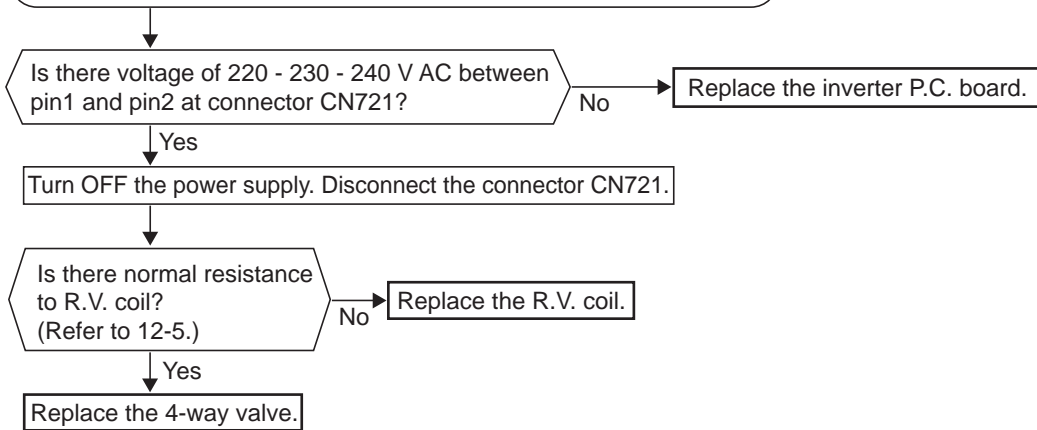 Is there voltage of 220 - 230 - 240 V AC between
pin1 and pin2 at connector CN721?
No
Replace the inverter P.C. board.
Yes
Turn OFF the power supply. Disconnect the connector CN721.
Is there normal resistance
to R.V. coil?
(Refer to 12-5.)
No
Replace the R.V. coil.
Yes
Replace the 4-way valve.